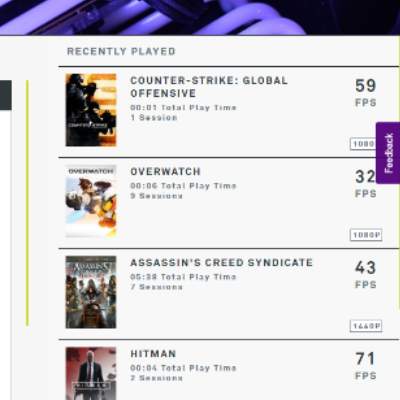 RECENTLY PLAYED
COUNTER-STRIKE: GLOBAL
OFFENSIVE
00:01 Total Play Time
1 Session
59
FPS
1080
Feedback
OVERWATCH
OVERWATCH
00:06 Total Play Time
9 Sessions
32
FPS
1080P
ASSASSIN'S CREED SYNDICATE
05:38 Total Play Time
7 Sessions
43
FPS
1440P
HITMAN
00:04 Total Play Time
2 Sessions
71
FPS